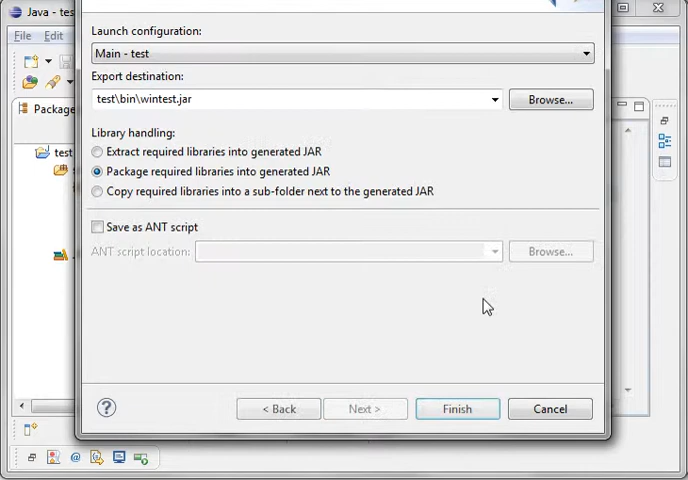 Java - tes
File Edit
Launch configuration:
Main - test
Export destination:
test\bin\wintest.jar
Browse...
Library handling:
Extract required libraries into generated JAR
Package required libraries into generated JAR
Copy required libraries into a sub-folder next to the generated JAR
Save as ANT script
ANT script location:
Browse...
Packag
test
< Back
Next >
Finish
Cancel